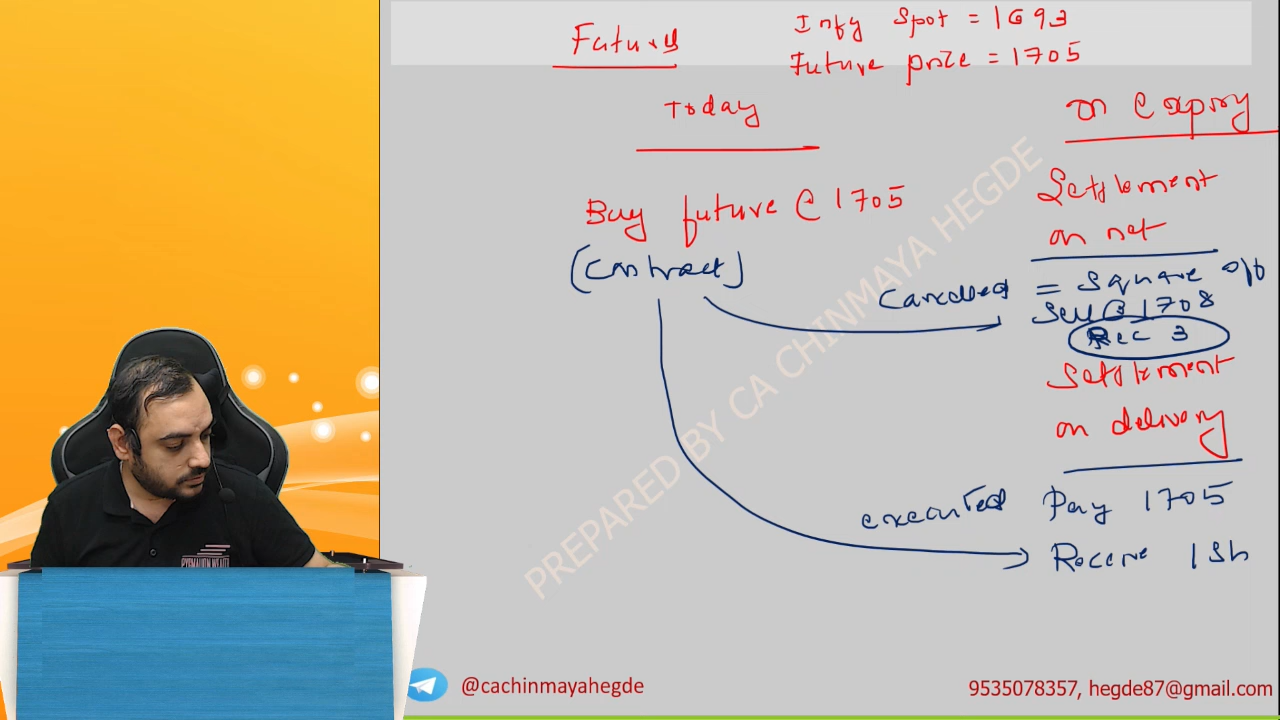 Futures
Infy spot = 1693
Future price = 1705
Today
on Expiry
Buy future @ 1705
(Contract)
Settlement
on net
Cancelled
= Square off
Sell @ 1708
Rec 3
Settlement
on delivery
executed
Pay 1705
Receive 1 Sh
PREPARED BY CA CHINMAYA HEGDE
@cachinmayahegde
9535078357, hegde87@gmail.com